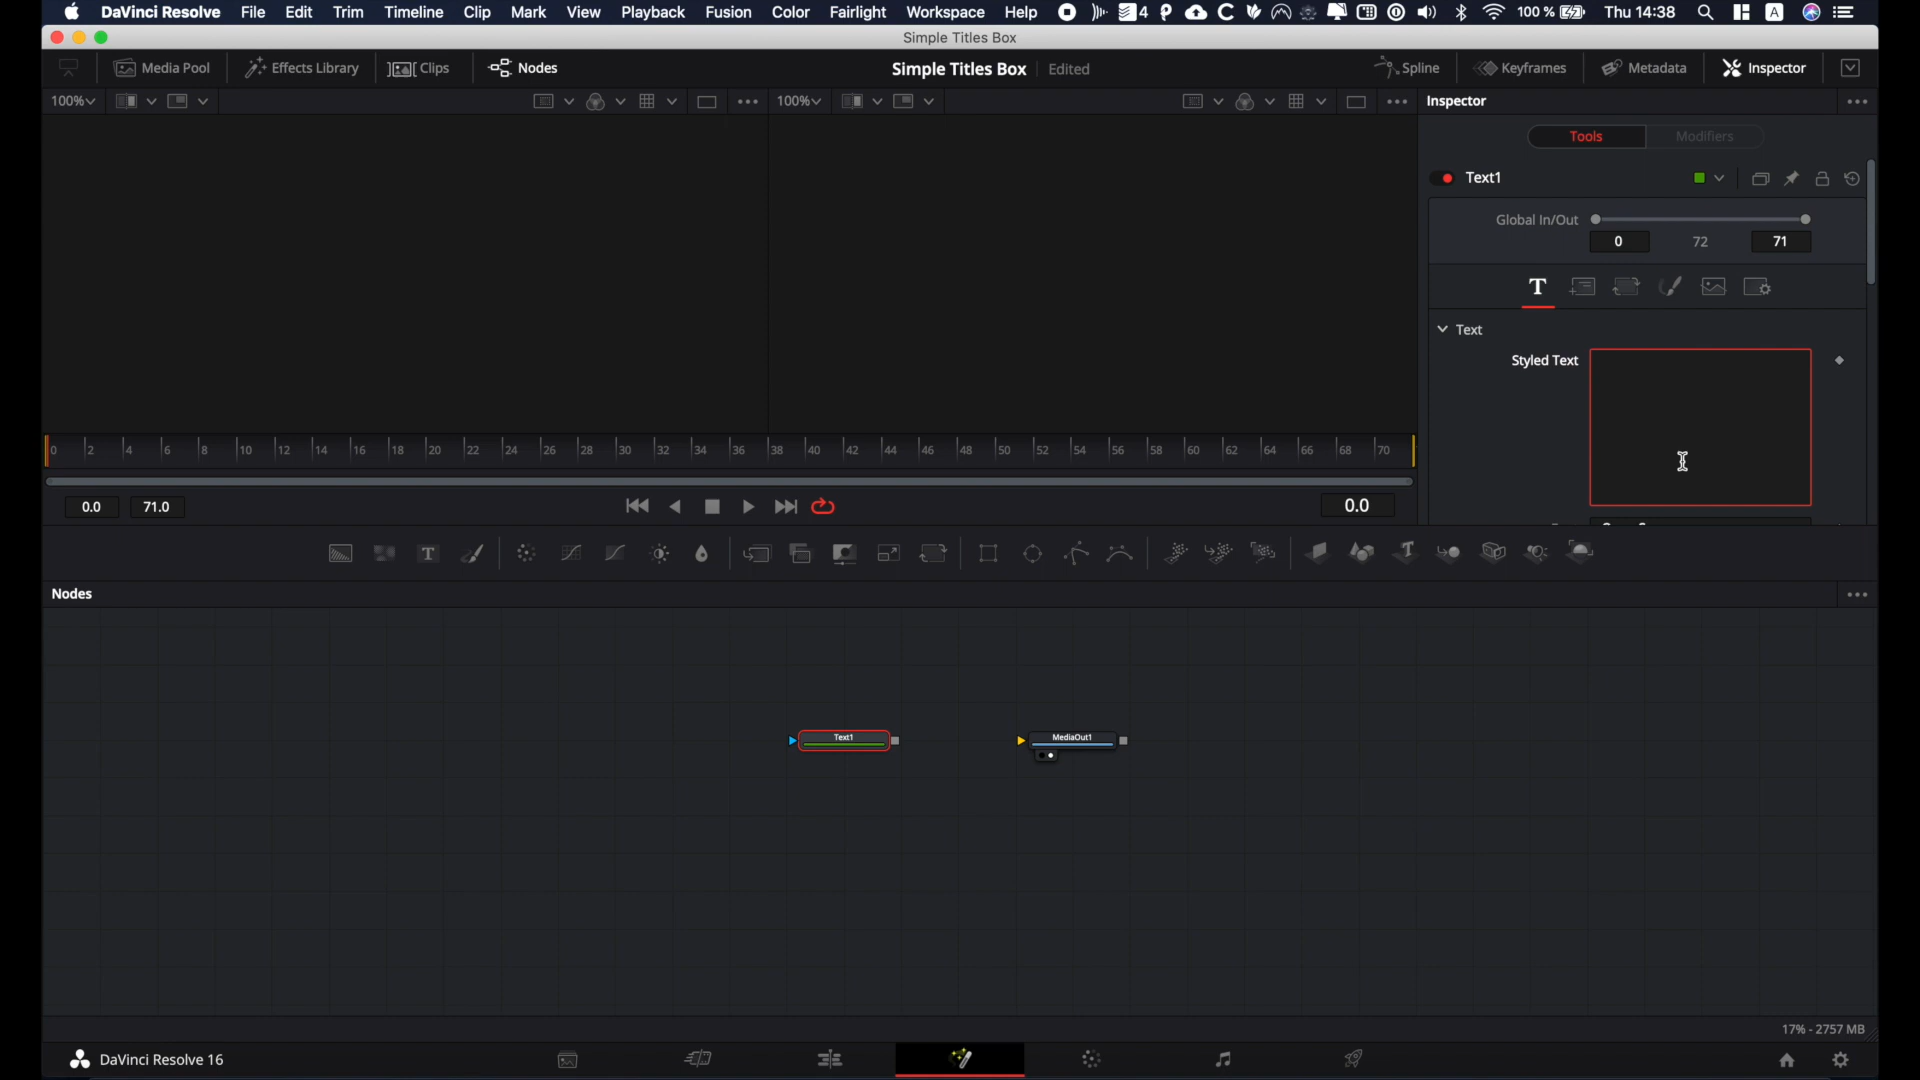 DaVinci Resolve File Edit Trim Timeline Clip Mark View Playback Fusion Color Fairlight Workspace Help 4 100 % Thu 14:38 A
Simple Titles Box
Media Pool Effects Library Clips Nodes Simple Titles Box Edited Spline Keyframes Metadata Inspector
100% 100% Inspector
Tools Modifiers
Text1
Global In/Out
0 72 71
T
Text
Styled Text
0 2 4 6 8 10 12 14 16 18 20 22 24 26 28 30 32 34 36 38 40 42 44 46 48 50 52 54 56 58 60 62 64 66 68 70
0.0 71.0 0.0
Nodes
Text1 MediaOut1
17% - 2757 MB
DaVinci Resolve 16